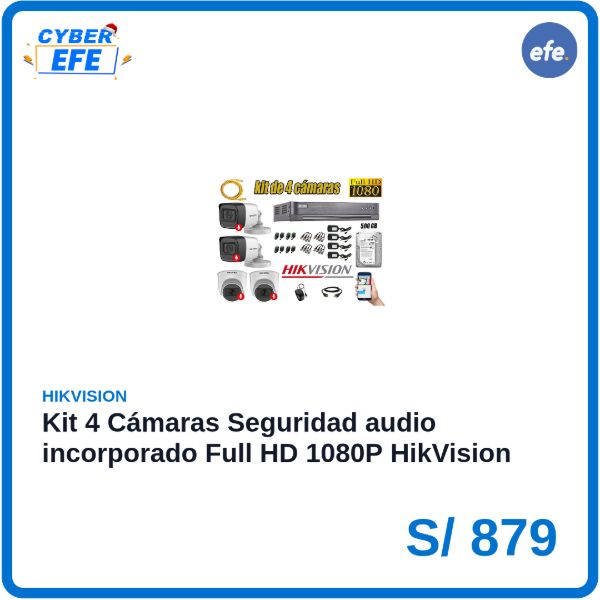 CYBER
EFE
efe.
kit de 4 cámaras
Full HD
1080
500 GB
HIKVISION
HIKVISION
Kit 4 Cámaras Seguridad audio
incorporado Full HD 1080P HikVision
S/ 879